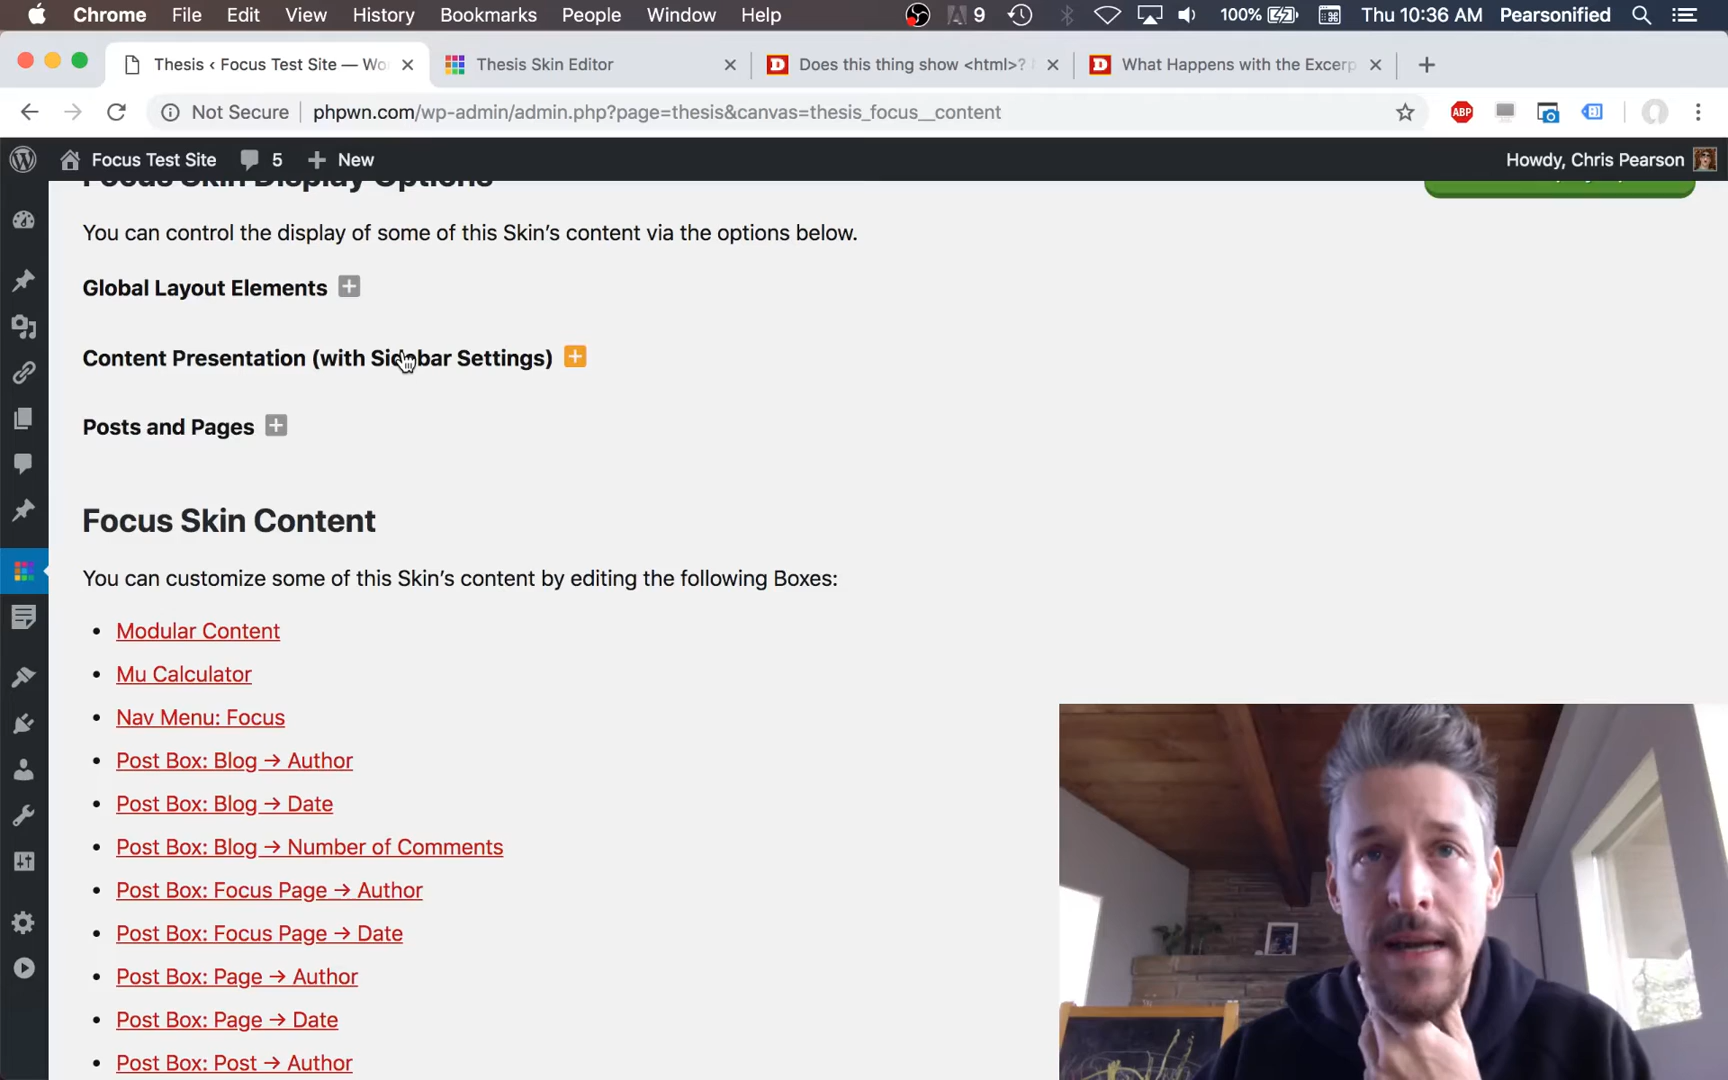 Chrome File Edit View History Bookmarks People Window Help 9 100% Thu 10:36 AM Pearsonified
Thesis ‹ Focus Test Site — Wo
Thesis Skin Editor
Does this thing show <html>?
What Happens with the Excerp
Not Secure phpwn.com/wp-admin/admin.php?page=thesis&canvas=thesis_focus__content
ABP
Focus Test Site 5 New Howdy, Chris Pearson
Focus Skin Display Options
You can control the display of some of this Skin's content via the options below.
Global Layout Elements
Content Presentation (with Sidebar Settings)
Posts and Pages
Focus Skin Content
You can customize some of this Skin's content by editing the following Boxes:
• Modular Content
• Mu Calculator
• Nav Menu: Focus
• Post Box: Blog → Author
• Post Box: Blog → Date
• Post Box: Blog → Number of Comments
• Post Box: Focus Page → Author
• Post Box: Focus Page → Date
• Post Box: Page → Author
• Post Box: Page → Date
• Post Box: Post → Author